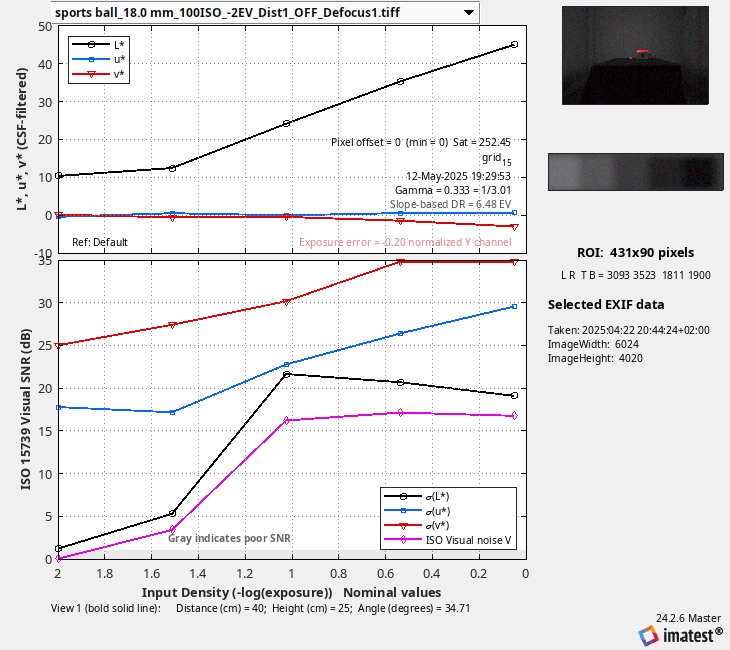 sports ball_18.0 mm_100ISO_-2EV_Dist1_OFF_Defocus1.tiff
L*, u*, v* (CSF-filtered)
50
40
30
20
10
0
-10
L*
u*
v*
Pixel offset = 0 (min = 0) Sat = 252.45
grid15
12-May-2025 19:29:53
Gamma = 0.333 = 1/3.01
Slope-based DR = 6.48 EV
Ref: Default
Exposure error = -0.20 normalized Y channel
ISO 15739 Visual SNR (dB)
35
30
25
20
15
10
5
0
Gray indicates poor SNR
σ(L*)
σ(u*)
σ(v*)
ISO Visual noise V
2 1.8 1.6 1.4 1.2 1 0.8 0.6 0.4 0.2 0
Input Density (-log(exposure)) Nominal values
View 1 (bold solid line): Distance (cm) = 40; Height (cm) = 25; Angle (degrees) = 34.71
ROI: 431x90 pixels
L R T B = 3093 3523 1811 1900
Selected EXIF data
Taken: 2025:04:22 20:44:24+02:00
ImageWidth: 6024
ImageHeight: 4020
24.2.6 Master
imatest®